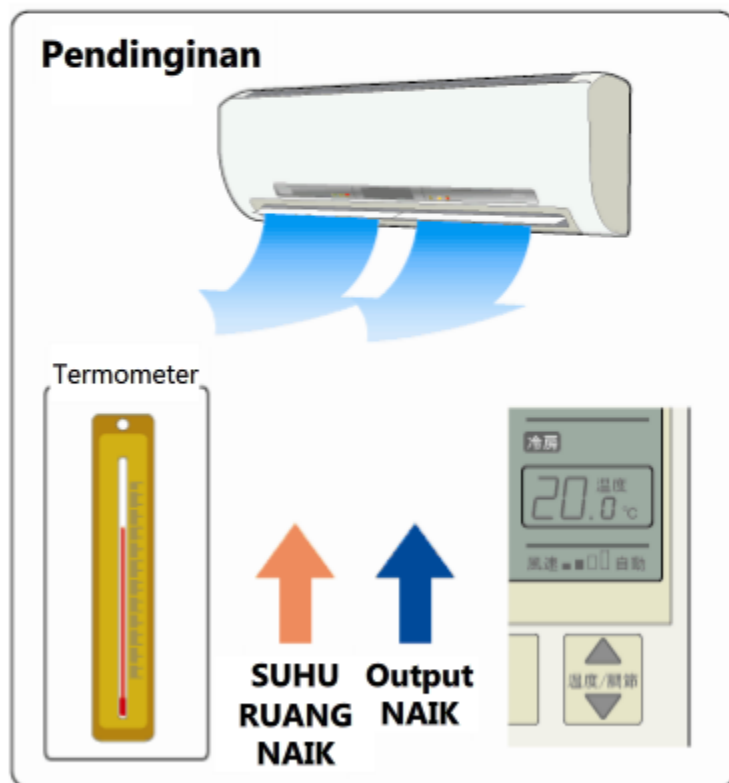 Pendinginan
Termometer
冷房
20.0 温度 ℃
風速 自動
温度/調節
SUHU RUANG NAIK
Output NAIK